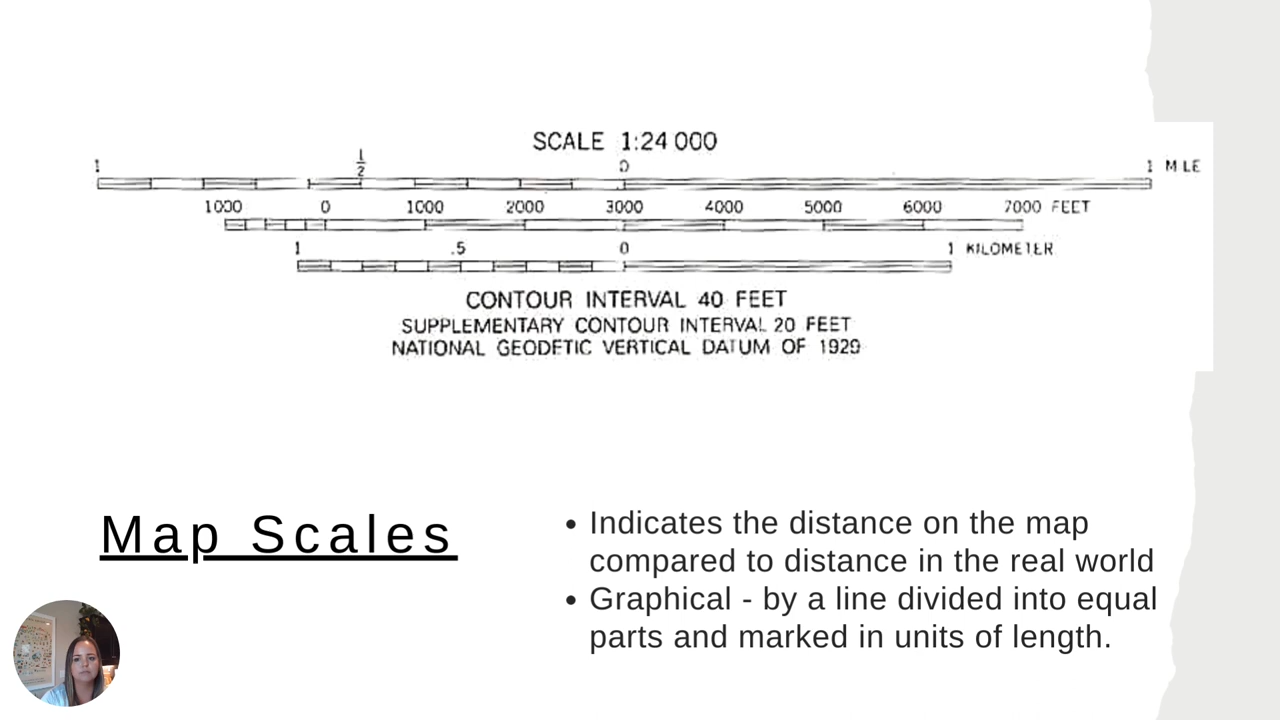 SCALE 1:24 000
1 1/2 0 1 M LE
1000 0 1000 2000 3000 4000 5000 6000 7000 FEET
1 .5 0 1 KILOMETER
CONTOUR INTERVAL 40 FEET
SUPPLEMENTARY CONTOUR INTERVAL 20 FEET
NATIONAL GEODETIC VERTICAL DATUM OF 1929
Map Scales
• Indicates the distance on the map
compared to distance in the real world
• Graphical - by a line divided into equal
parts and marked in units of length.